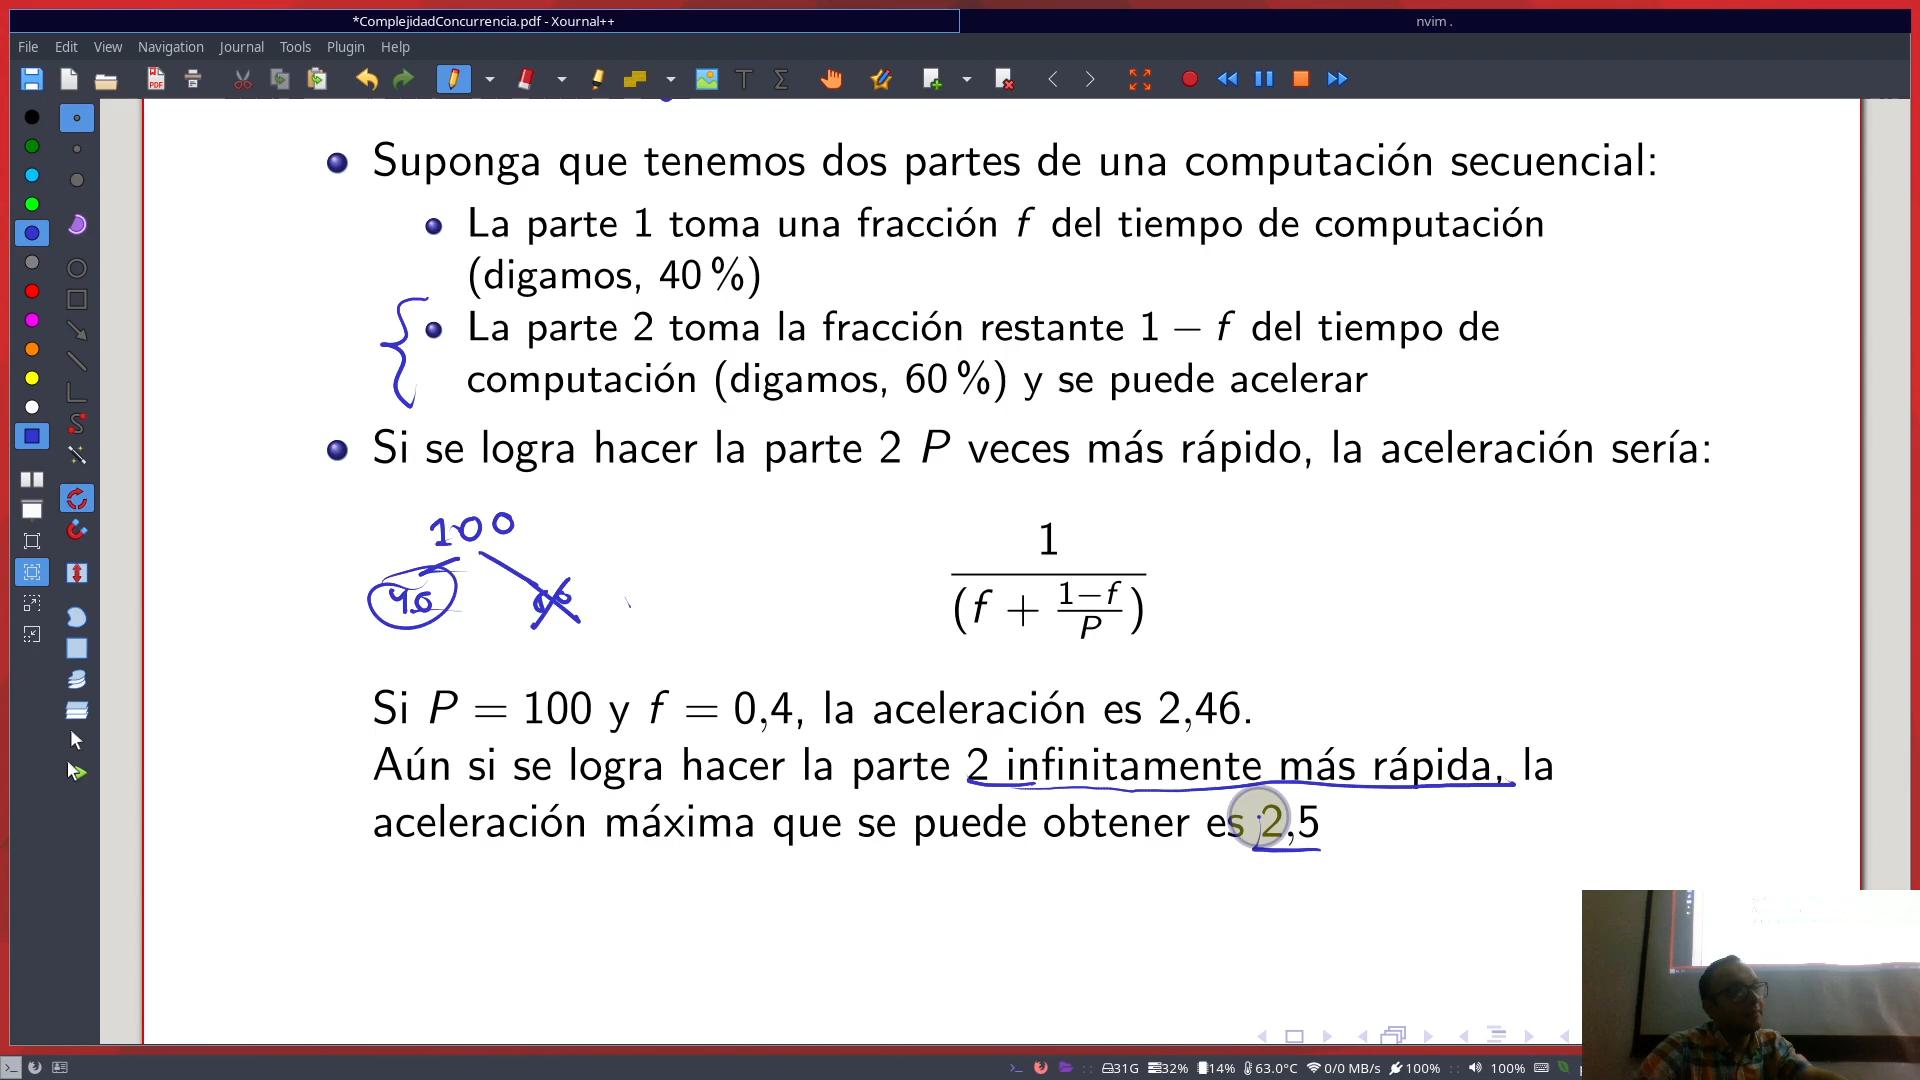 *ComplejidadConcurrencia.pdf - Xournal++
nvim .
File Edit View Navigation Journal Tools Plugin Help
Suponga que tenemos dos partes de una computación secuencial:
La parte 1 toma una fracción f del tiempo de computación
(digamos, 40 %)
La parte 2 toma la fracción restante 1 − f del tiempo de
computación (digamos, 60 %) y se puede acelerar
Si se logra hacer la parte 2 P veces más rápido, la aceleración sería:
100
40
1
(f + 1−f
P )
Si P = 100 y f = 0,4, la aceleración es 2,46.
Aún si se logra hacer la parte 2 infinitamente más rápida, la
aceleración máxima que se puede obtener es 2,5
31G 32% 14% 63.0°C 0/0 MB/s 100% 100%